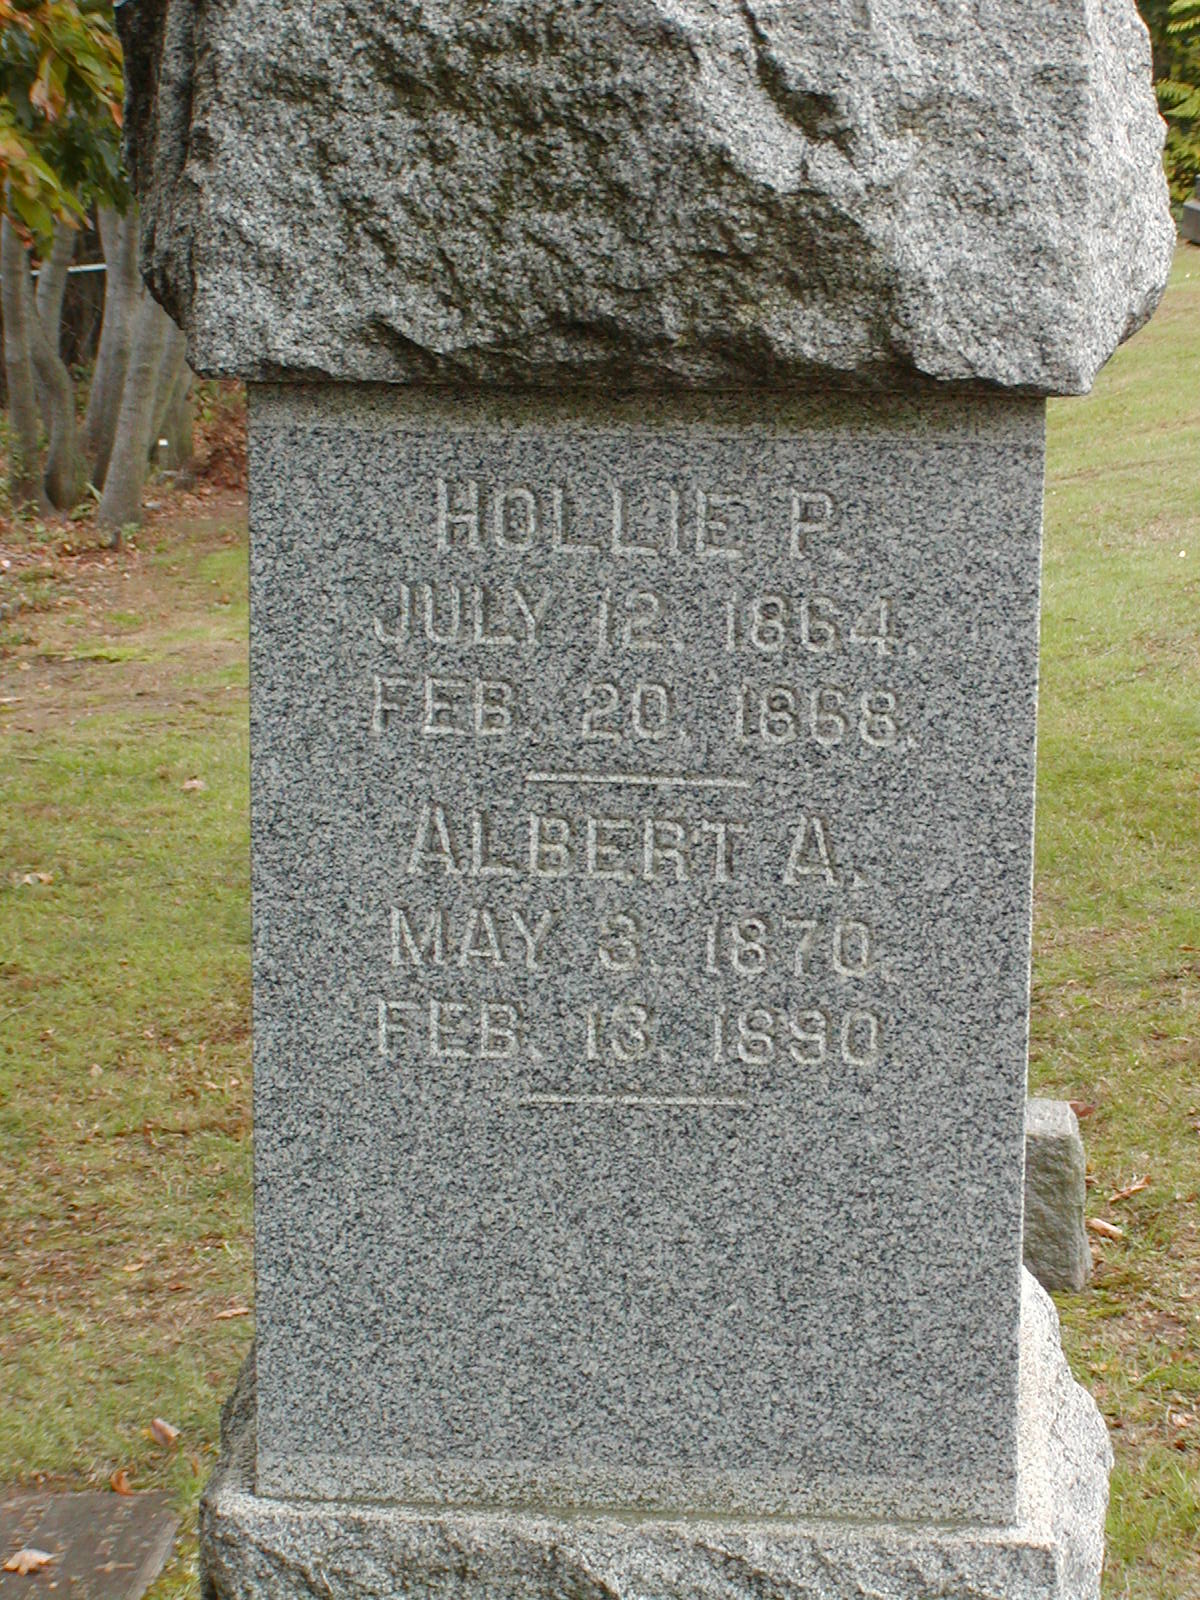 HOLLIE P.
JULY 12. 1864.
FEB. 20. 1868.
ALBERT A.
MAY 3. 1870.
FEB. 13. 1890.